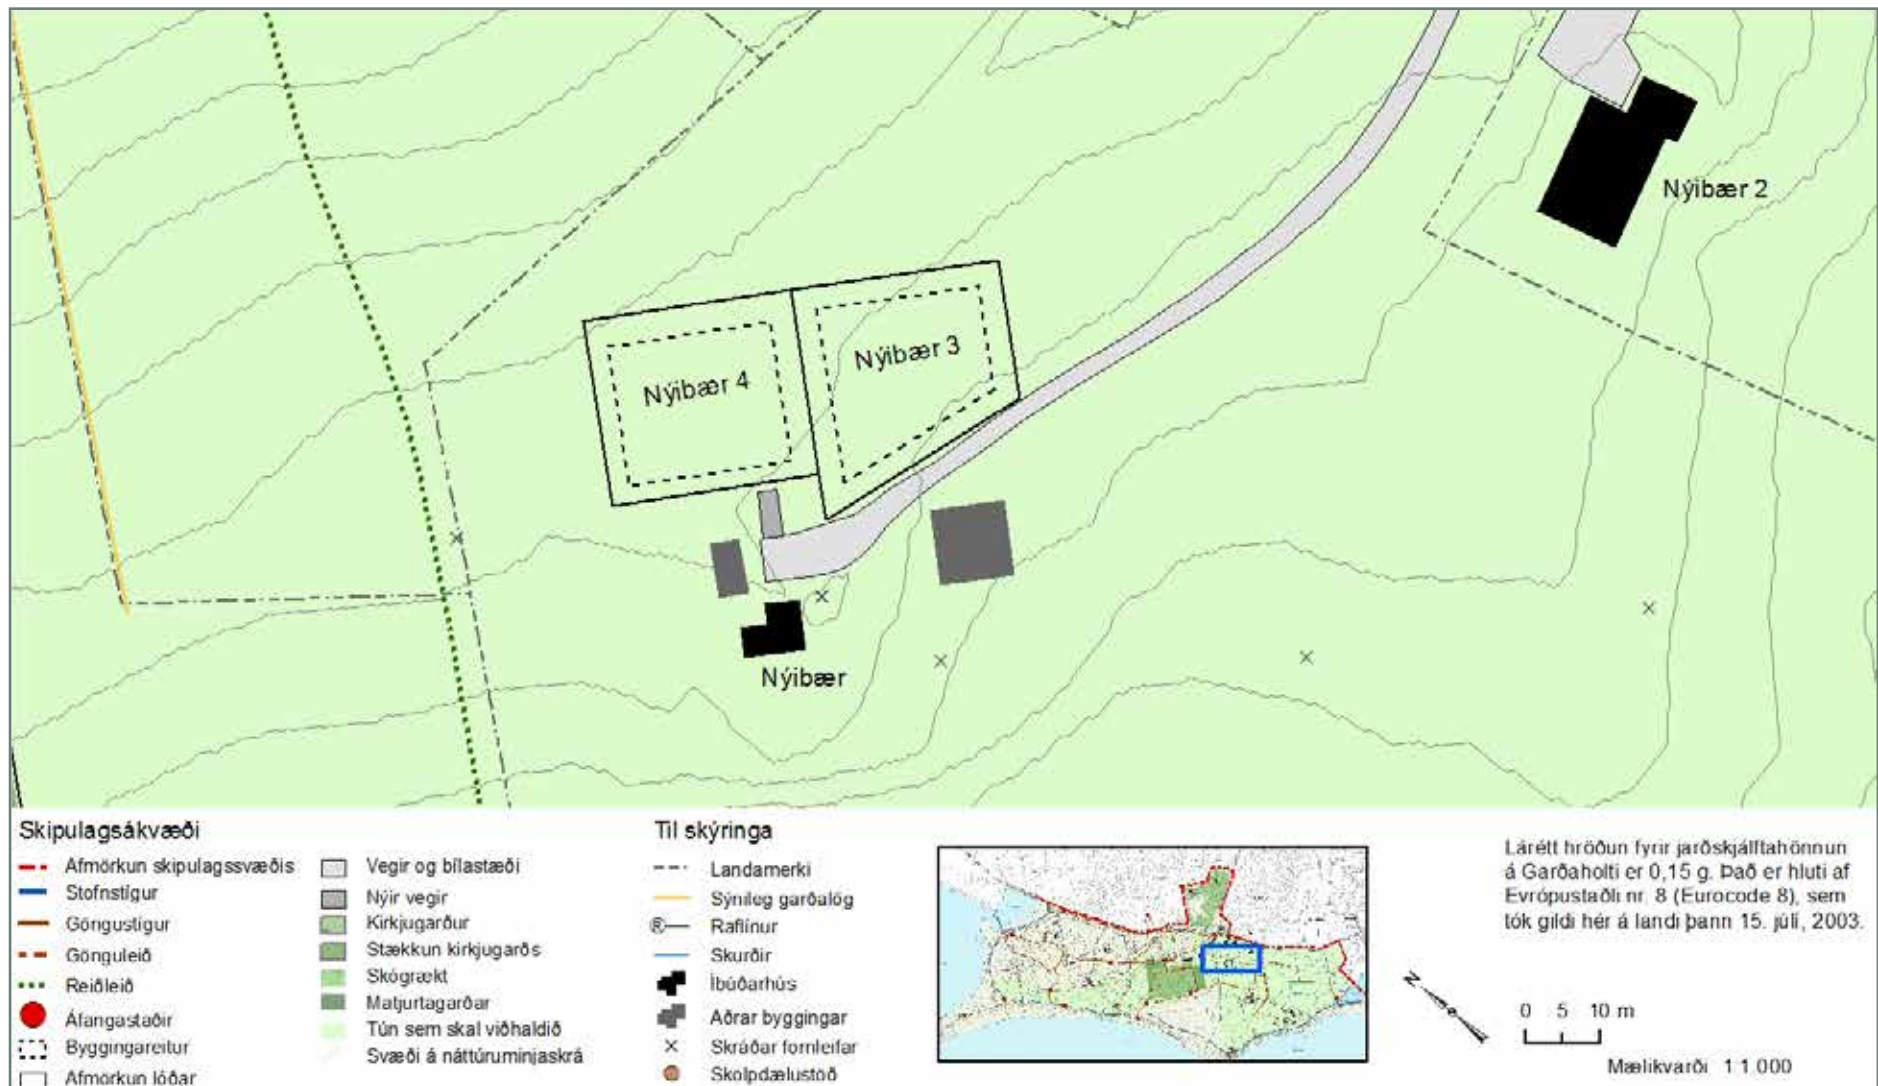 Nýibær 2
Nýibær 3
Nýibær 4
Nýibær
Skipulagsákvæði
Afmörkun skipulagssvæðis
Stofnstígur
Göngustígur
Gönguleið
Reiðleið
Áfangastaðir
Byggingareitur
Afmörkun lóðar
Vegir og bílastæði
Nýir vegir
Kirkjugarður
Stækkun kirkjugarðs
Skógrækt
Matjurtagarðar
Tún sem skal viðhaldið
Svæði á náttúruminjaskrá
Til skýringa
Landamerki
Sýnileg garðalög
Raflínur
Skurðir
Íbúðarhús
Aðrar byggingar
Skráðar fornleifar
Skolpdælustöð
Lárétt hröðun fyrir jarðskjálftahönnun
á Garðaholti er 0,15 g. Það er hluti af
Evrópustaðli nr. 8 (Eurocode 8), sem
tók gildi hér á landi þann 15. júlí, 2003.
N
0 5 10 m
Mælikvarði 1 1.000